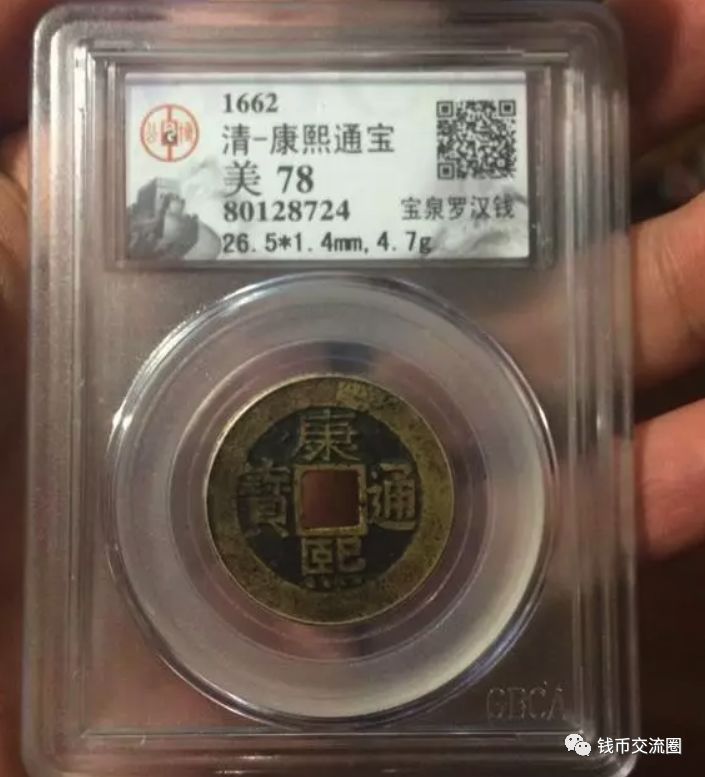 1662
清-康熙通宝
美 78
80128724
宝泉罗汉钱
26.5*1.4mm,4.7g
康
寶 通
熙
GBCA
钱币交流圈